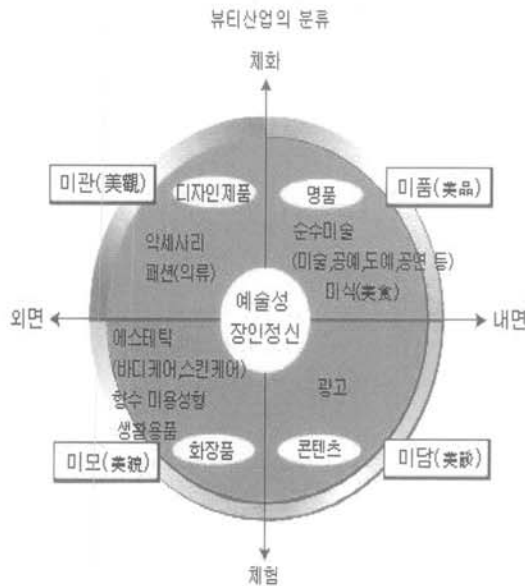 뷰티산업의 분류
체화
미관(美觀)
디자인제품
명품
미품(美品)
악세사리
패션(의류)
순수미술
(미술,공예,도예,공연 등)
미식(美食)
외면
예술성
장인정신
내면
에스테틱
(바디케어,스킨케어)
향수 미용성형
생활용품
광고
미모(美貌)
화장품
콘텐츠
미담(美談)
체험